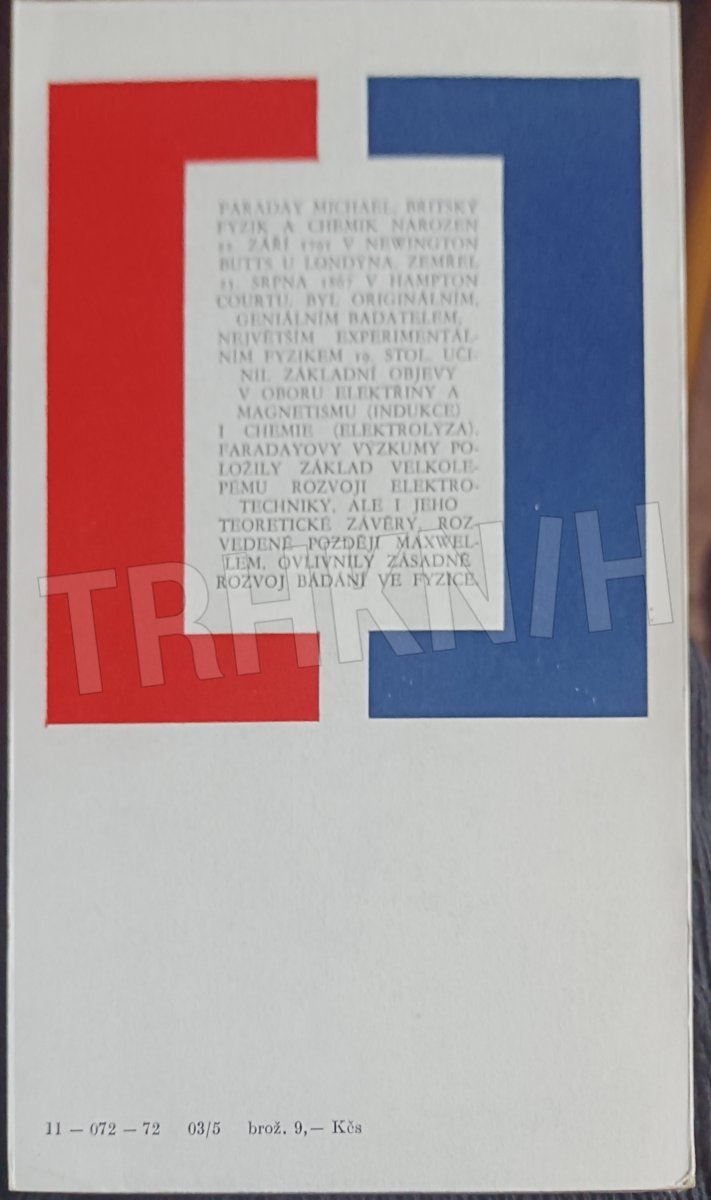 FARADAY MICHAEL, BRITSKÝ
FYZIK A CHEMIK NAROZEN
22. ZÁŘÍ 1791 V NEWINGTON
BUTTS U LONDÝNA, ZEMŘEL
25. SRPNA 1867 V HAMPTON
COURTU. BYL ORIGINÁLNÍM,
GENIÁLNÍM BADATELEM,
NEJVĚTŠÍM EXPERIMENTÁL-
NÍM FYZIKEM 19. STOL. UČI-
NIL ZÁKLADNÍ OBJEVY
V OBORU ELEKTŘINY A
MAGNETISMU (INDUKCE)
I CHEMIE (ELEKTROLÝZA).
FARADAYOVY VÝZKUMY PO-
LOŽILY ZÁKLAD VELKOLE-
PÉMU ROZVOJI ELEKTRO-
TECHNIKY, ALE I JEHO
TEORETICKÉ ZÁVĚRY, ROZ-
VEDENÉ POZDĚJI MAXWEL-
LEM, OVLIVNILY ZÁSADNĚ
ROZVOJ BÁDÁNÍ VE FYZICE.
TRHKNIH
11 — 072 — 72 03/5 brož. 9,— Kčs